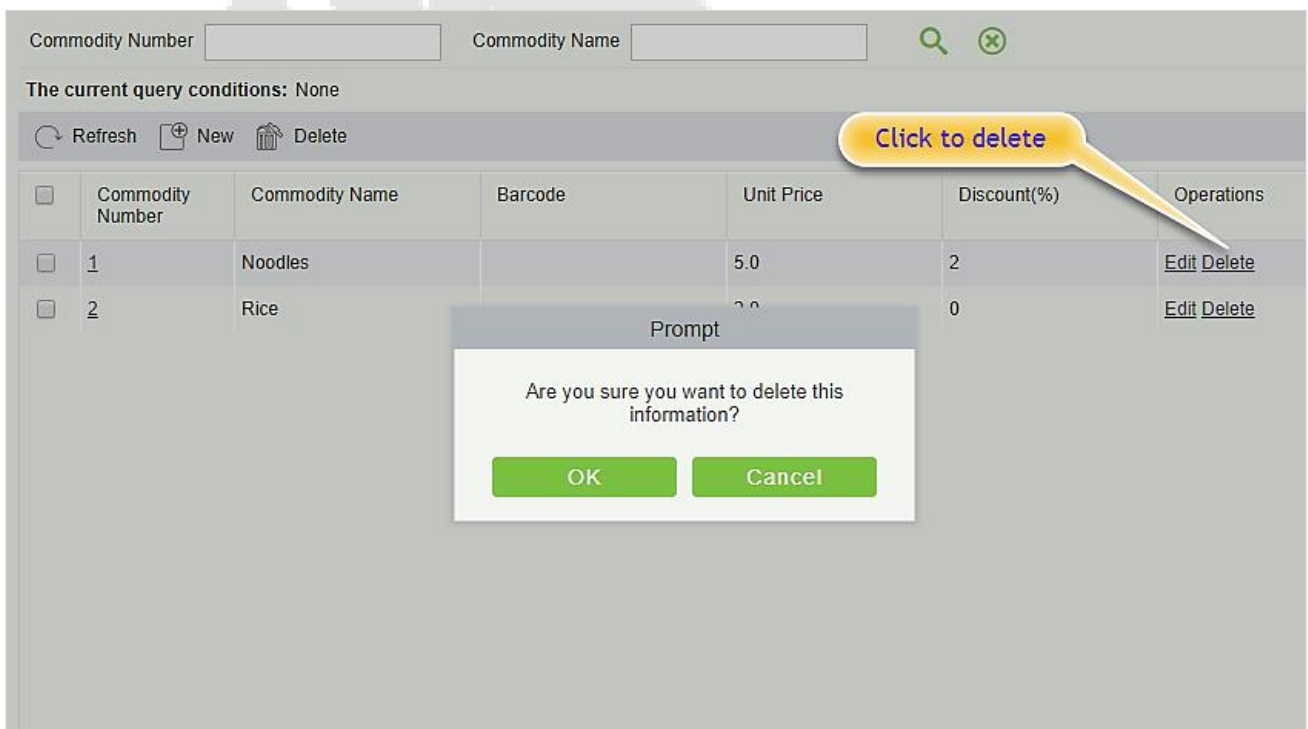 Commodity Number Commodity Name
The current query conditions: None
Refresh New Delete
Click to delete
Commodity Number Commodity Name Barcode Unit Price Discount(%) Operations
1 Noodles 5.0 2 Edit Delete
2 Rice 0 Edit Delete
Prompt
Are you sure you want to delete this
information?
OK Cancel